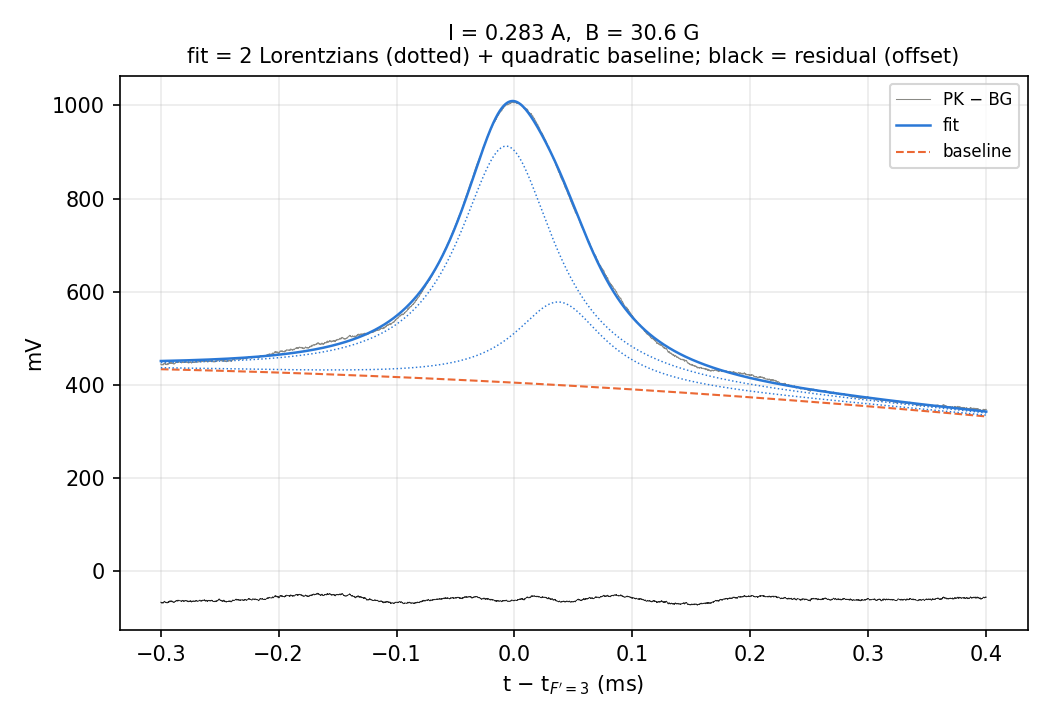 I = 0.283 A,  B = 30.6 G
fit = 2 Lorentzians (dotted) + quadratic baseline; black = residual (offset)
PK − BG
fit
baseline
mV
1000
800
600
400
200
0
−0.3
−0.2
−0.1
0.0
0.1
0.2
0.3
0.4
t − t_{F′=3} (ms)